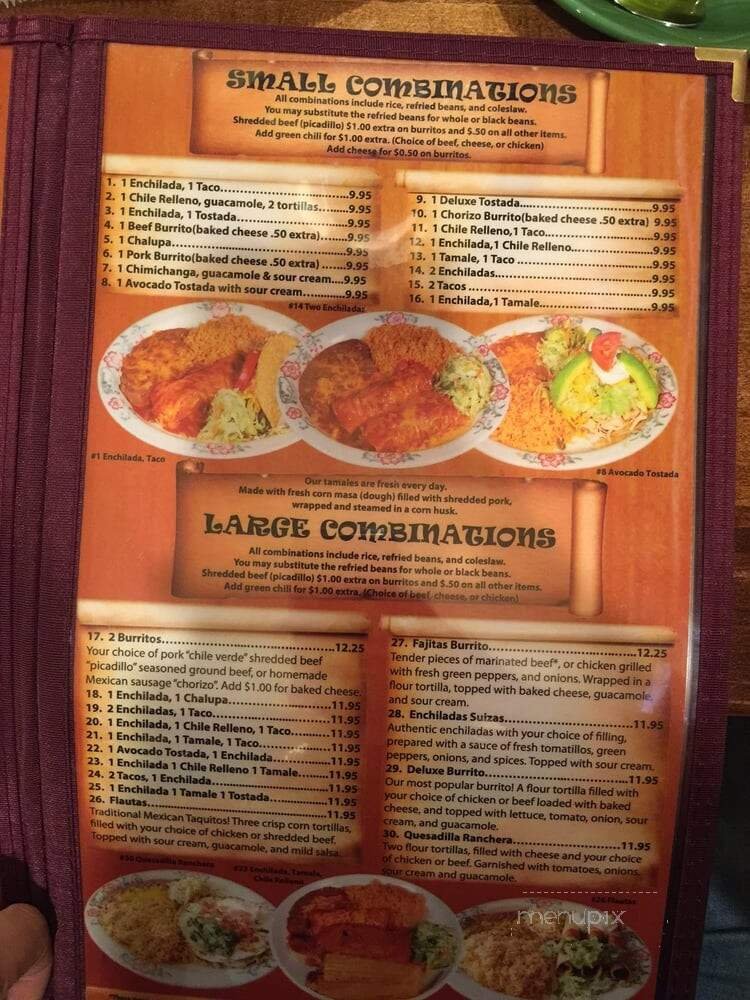 SMALL COMBINATIONS
All combinations include rice, refried beans, and coleslaw.
You may substitute the refried beans for whole or black beans.
Shredded beef (picadillo) $1.00 extra on burritos and $.50 on all other items.
Add green chili for $1.00 extra. (Choice of beef, cheese, or chicken)
Add cheese for $0.50 on burritos.
1. 1 Enchilada, 1 Taco..............................9.95
2. 1 Chile Relleno, guacamole, 2 tortillas.......9.95
3. 1 Enchilada, 1 Tostada..........................9.95
4. 1 Beef Burrito(baked cheese .50 extra)......9.95
5. 1 Chalupa............................................9.95
6. 1 Pork Burrito(baked cheese .50 extra) ......9.95
7. 1 Chimichanga, guacamole & sour cream....9.95
8. 1 Avocado Tostada with sour cream..........9.95
9. 1 Deluxe Tostada.................................9.95
10. 1 Chorizo Burrito(baked cheese .50 extra) 9.95
11. 1 Chile Relleno,1 Taco..........................9.95
12. 1 Enchilada,1 Chile Relleno....................9.95
13. 1 Tamale, 1 Taco .................................9.95
14. 2 Enchiladas.......................................9.95
15. 2 Tacos .............................................9.95
16. 1 Enchilada,1 Tamale............................9.95
#14 Two Enchiladas
#1 Enchilada, Taco
#8 Avocado Tostada
Our tamales are fresh every day.
Made with fresh corn masa (dough) filled with shredded pork,
wrapped and steamed in a corn husk.
LARGE COMBINATIONS
All combinations include rice, refried beans, and coleslaw.
You may substitute the refried beans for whole or black beans.
Shredded beef (picadillo) $1.00 extra on burritos and $.50 on all other items.
Add green chili for $1.00 extra. (Choice of beef, cheese, or chicken)
17. 2 Burritos..........................................12.25
Your choice of pork "chile verde" shredded beef
"picadillo" seasoned ground beef, or homemade
Mexican sausage "chorizo". Add $1.00 for baked cheese.
18. 1 Enchilada, 1 Chalupa.........................11.95
19. 2 Enchiladas, 1 Taco............................11.95
20. 1 Enchilada, 1 Chile Relleno, 1 Taco........11.95
21. 1 Enchilada, 1 Tamale, 1 Taco................11.95
22. 1 Avocado Tostada, 1 Enchilada.............11.95
23. 1 Enchilada 1 Chile Relleno 1 Tamale.......11.95
24. 2 Tacos, 1 Enchilada............................11.95
25. 1 Enchilada 1 Tamale 1 Tostada..............11.95
26. Flautas.............................................11.95
Traditional Mexican Taquitos! Three crisp corn tortillas,
filled with your choice of chicken or shredded beef.
Topped with sour cream, guacamole, and mild salsa.
27. Fajitas Burrito....................................12.25
Tender pieces of marinated beef*, or chicken grilled
with fresh green peppers, and onions. Wrapped in a
flour tortilla, topped with baked cheese, guacamole,
and sour cream.
28. Enchiladas Suizas...............................11.95
Authentic enchiladas with your choice of filling,
prepared with a sauce of fresh tomatillos, green
peppers, onions, and spices. Topped with sour cream.
29. Deluxe Burrito...................................11.95
Our most popular burrito! A flour tortilla filled with
your choice of chicken or beef loaded with baked
cheese, and topped with lettuce, tomato, onion, sour
cream, and guacamole.
30. Quesadilla Ranchera............................11.95
Two flour tortillas, filled with cheese and your choice
of chicken or beef. Garnished with tomatoes, onions,
sour cream and guacamole.
#30 Quesadilla Ranchera
#23 Enchilada, Tamale,
Chile Relleno
#26 Flautas
menupix